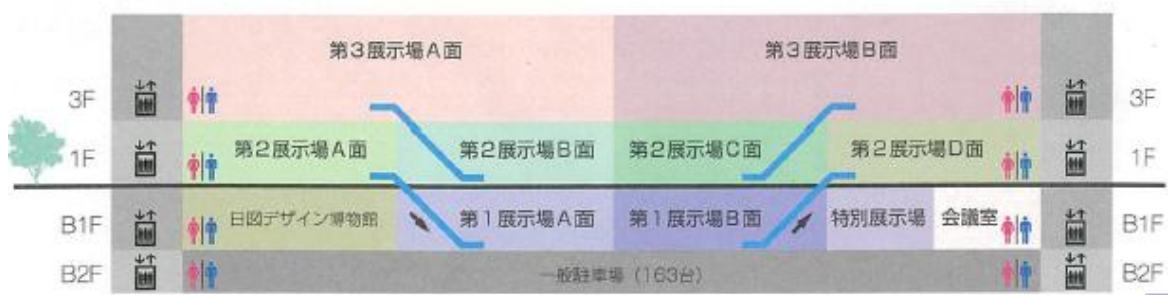 第3展示場A面 第3展示場B面
3F 3F
1F 第2展示場A面 第2展示場B面 第2展示場C面 第2展示場D面 1F
B1F 日図デザイン博物館 第1展示場A面 第1展示場B面 特別展示場 会議室 B1F
B2F 一般駐車場（163台） B2F